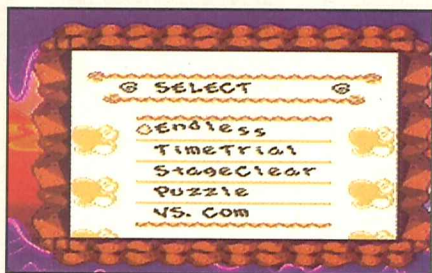 SELECT
Endless
TimeTrial
StageClear
Puzzle
VS. Com